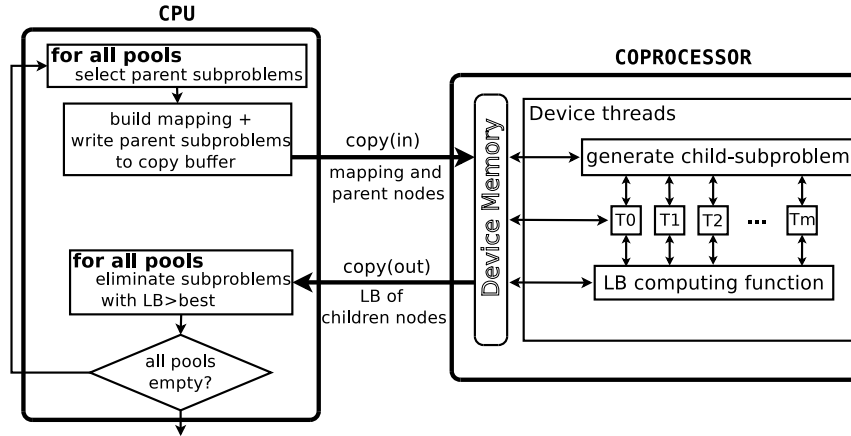 CPU
for all pools
select parent subproblems
build mapping +
write parent subproblems
to copy buffer
for all pools
eliminate subproblems
with LB>best
all pools
empty?
copy(in)
mapping and
parent nodes
copy(out)
LB of
children nodes
COPROCESSOR
Device Memory
Device threads
generate child-subproblem
T0 T1 T2 ... Tm
LB computing function